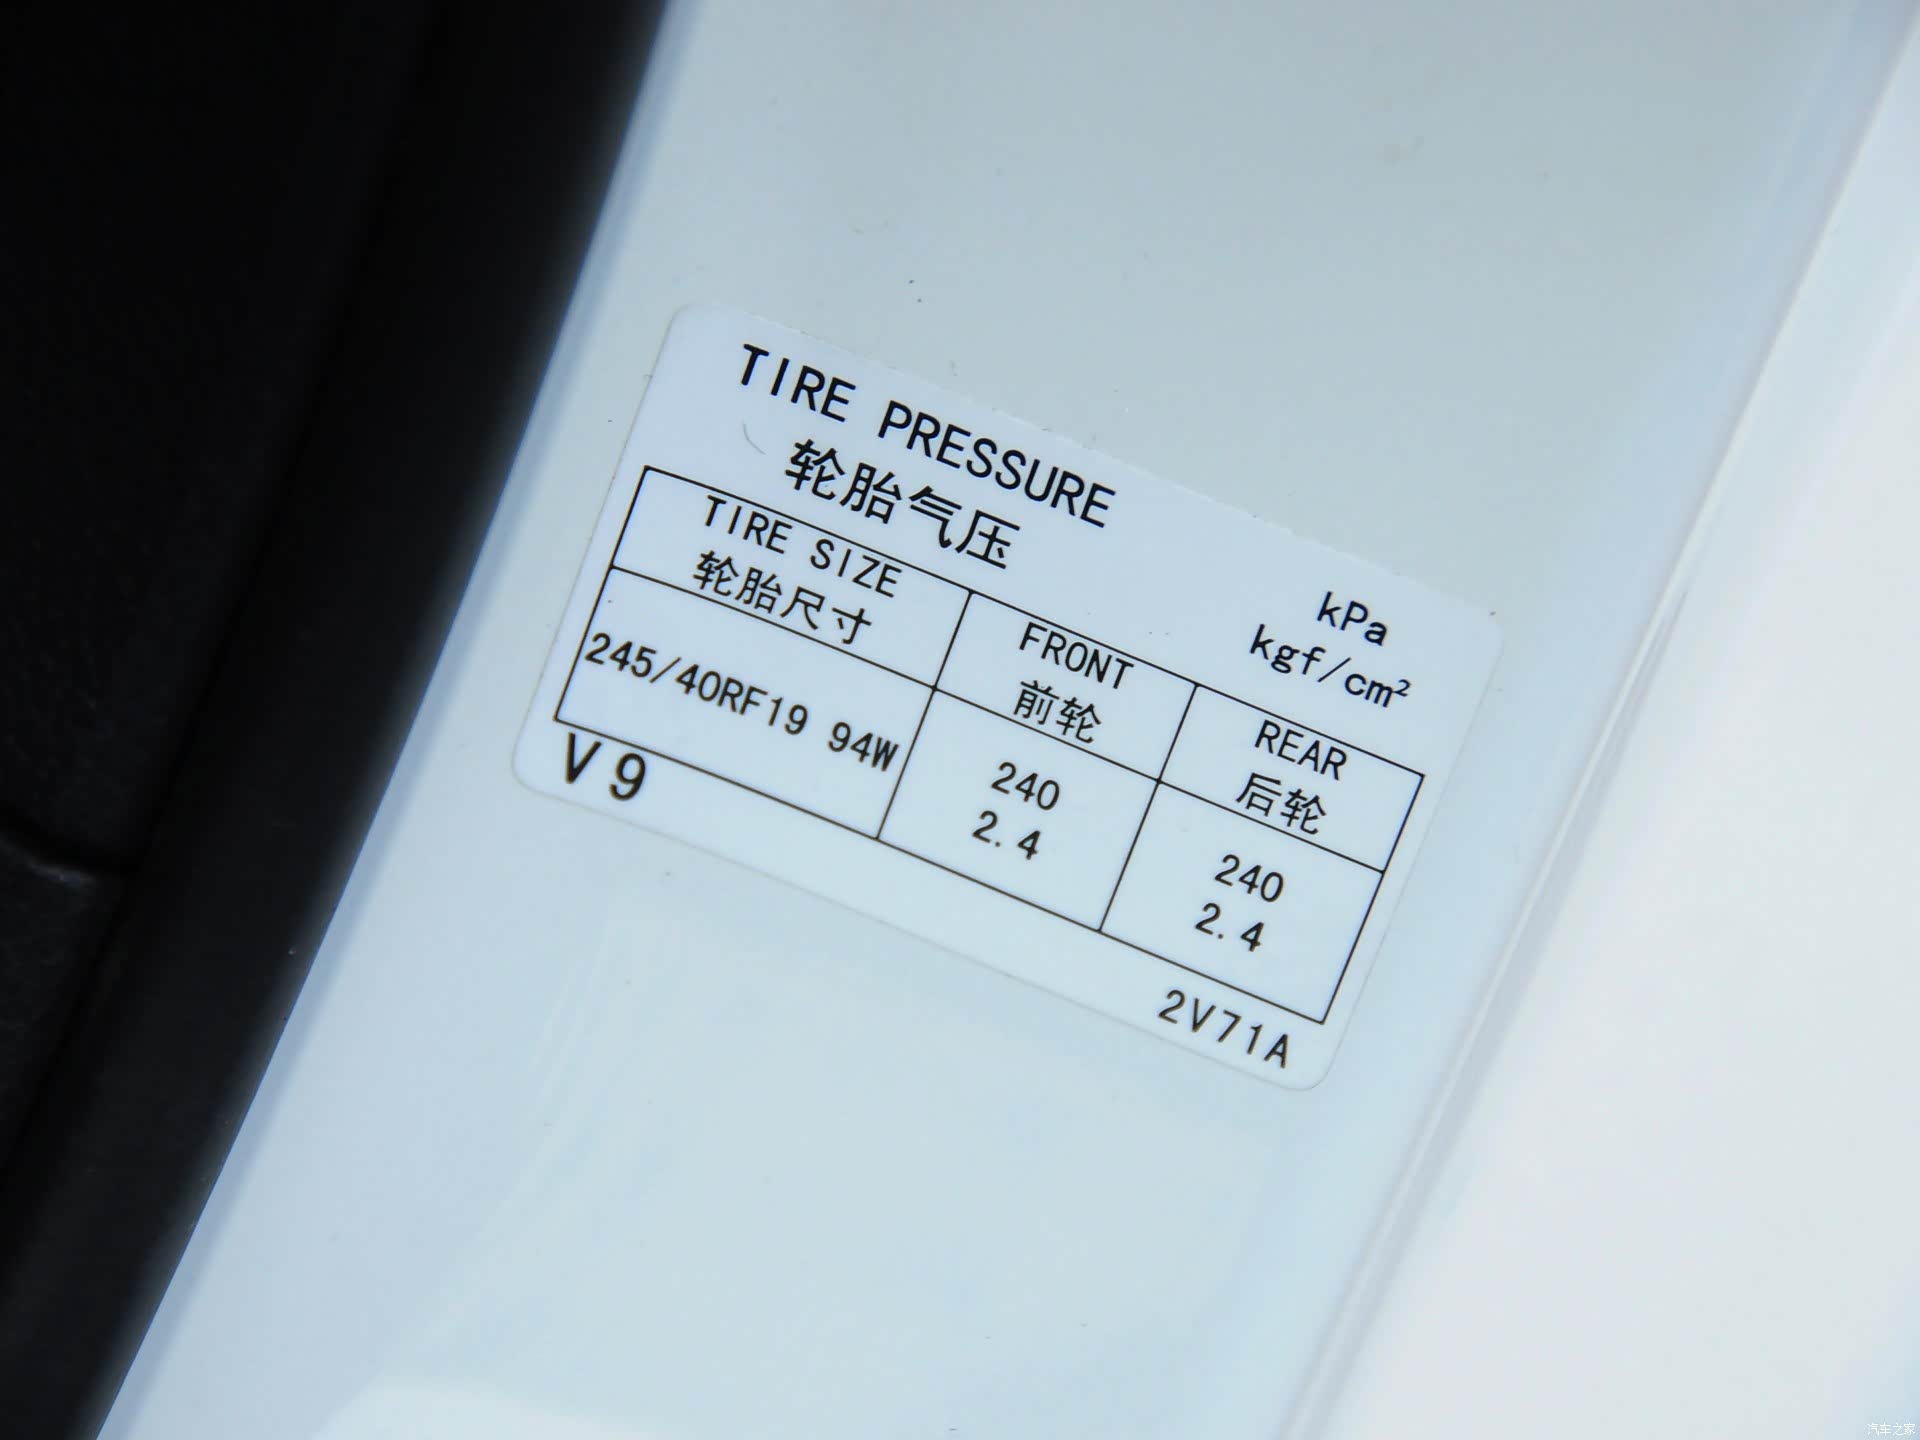 TIRE PRESSURE
轮胎气压
kPa
kgf/cm²
TIRE SIZE
轮胎尺寸
FRONT
前轮
REAR
后轮
245/40RF19 94W
240
2.4
240
2.4
V9
2V71A
汽车之家